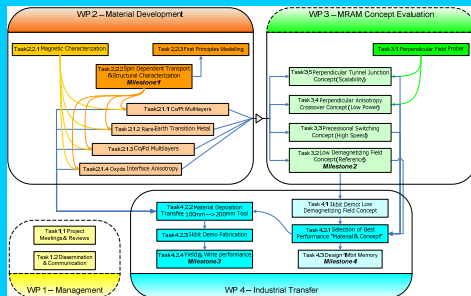 WP 2 – Material Development
Task2.2.1 Magnetic Characterization
Task2.2.3 First Principles Modelling
Task2.2.2 Spin Dependent Transport
& Structural Characterization
Milestone1
Task2.1.1 Co/Pt Multilayers
Task2.1.2 Rare-Earth Transition Metal
Task2.1.3 Co/Pd Multilayers
Task2.1.4 Oxyde Interface Anisotropy
WP 3 – MRAM Concept Evaluation
Task3.1 Perpendicular Field Prober
Task3.5 Perpendicular Tunnel Junction
Concept (Scalability)
Task3.4 Perpendicular Anisotropy
Crossover Concept (Low Power)
Task3.3 Precessional Switching
Concept (High Speed)
Task3.2 Low Demagnetizing Field
Concept (Reference)
Milestone2
Task1.1 Project
Meetings & Reviews
Task1.2 Dissemination
& Communication
WP 1 – Management
Task4.2.2 Material Deposition
Transfer 100mm--->200mm Tool
Task4.2.3 1kbit Demo Fabrication
Task4.2.4 Yield & Write performance
Milestone3
Task4.1 1kbit Demo: Low
Demagnetizing Field Concept
Task4.2.1 Selection of Best
Performance "Material & Concept"
Task4.3 Design 1Mbit Memory
Milestone4
WP 4 – Industrial Transfer